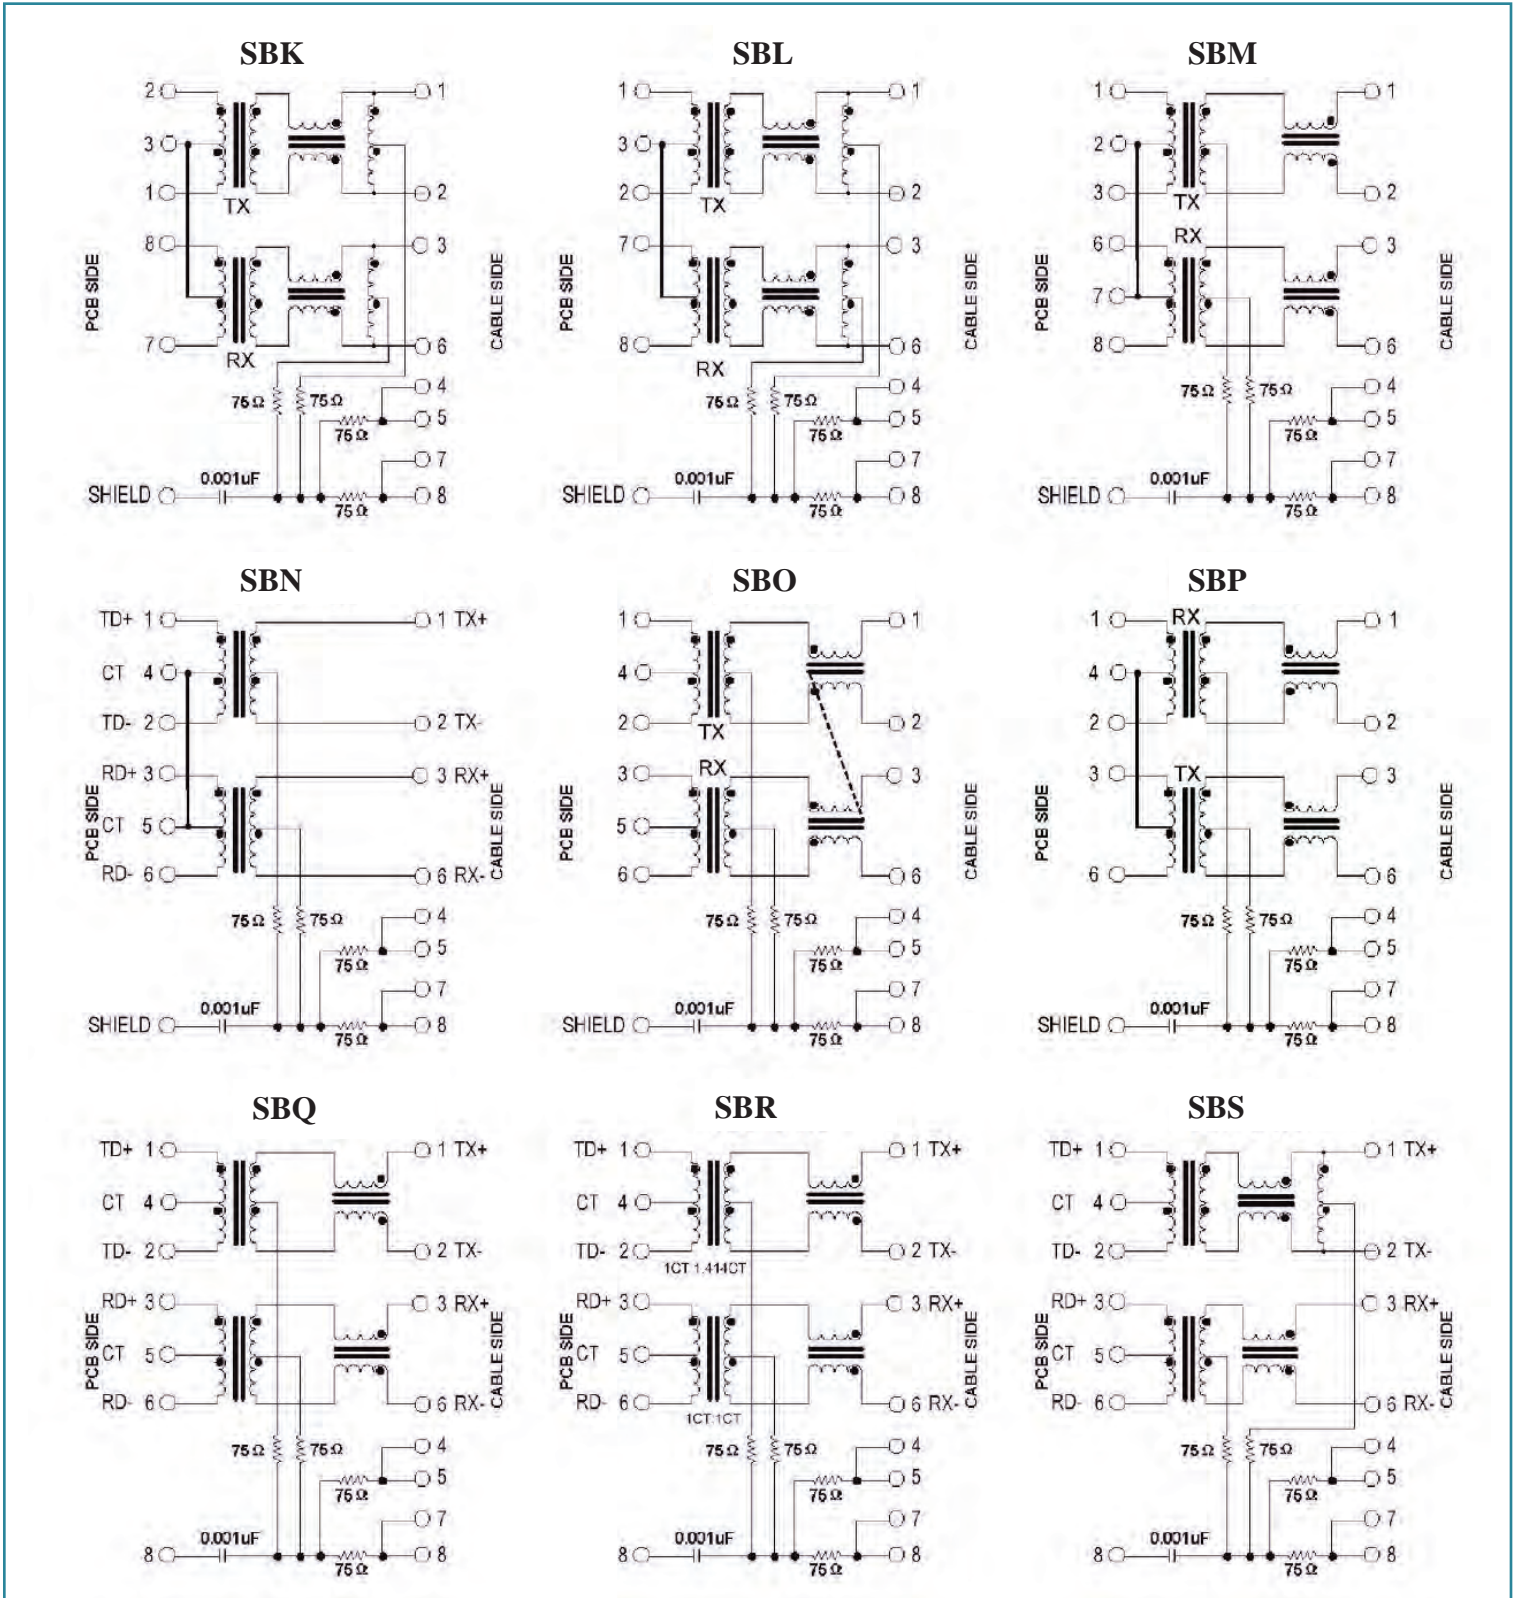 SBK SBL SBM
2 1 1 1 1 1
3 3 2
1 2 2 2 3 2
TX TX TX
RX
8 3 7 3 6 3
PCB SIDE CABLE SIDE PCB SIDE CABLE SIDE PCB SIDE CABLE SIDE
7
7 6 8 6 8 6
RX RX
4 4 4
75Ω 75Ω 75Ω 75Ω 75Ω 75Ω
5 5 5
75Ω 75Ω 75Ω
7 7 7
0.001uF 0.001uF 0.001uF
SHIELD 8 SHIELD 8 SHIELD 8
75Ω 75Ω 75Ω
SBN SBO SBP
TD+ 1 1 TX+ 1 1 1 RX 1
CT 4 4 4
TD- 2 2 TX- 2 2 2 2
TX
RD+ 3 3 RX+ 3 RX 3 3 TX 3
PCB SIDE CABLE SIDE PCB SIDE CABLE SIDE PCB SIDE CABLE SIDE
CT 5 5
RD- 6 6 RX- 6 6 6 6
4 4 4
75Ω 75Ω 75Ω 75Ω 75Ω 75Ω
5 5 5
75Ω 75Ω 75Ω
7 7 7
0.001uF 0.001uF 0.001uF
SHIELD 8 SHIELD 8 SHIELD 8
75Ω 75Ω 75Ω
SBQ SBR SBS
TD+ 1 1 TX+ TD+ 1 1 TX+ TD+ 1 1 TX+
CT 4 CT 4 CT 4
TD- 2 2 TX- TD- 2 2 TX- TD- 2 2 TX-
1CT 1.414CT
RD+ 3 3 RX+ RD+ 3 3 RX+ RD+ 3 3 RX+
PCB SIDE CABLE SIDE PCB SIDE CABLE SIDE PCB SIDE CABLE SIDE
CT 5 CT 5 CT 5
RD- 6 6 RX- RD- 6 6 RX- RD- 6 6 RX-
1CT:1CT
4 4 4
75Ω 75Ω 75Ω 75Ω 75Ω 75Ω
5 5 5
75Ω 75Ω 75Ω
7 7 7
0.001uF 0.001uF 0.001uF
8 8 8 8 8 8
75Ω 75Ω 75Ω